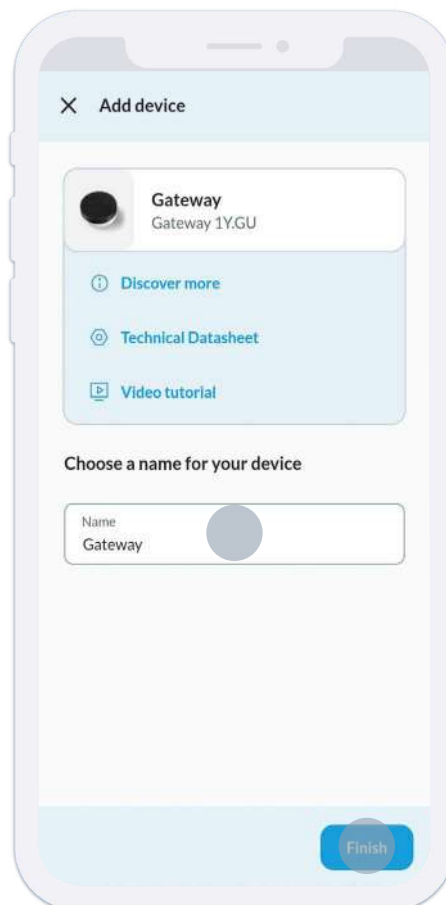 Add device
Gateway
Gateway 1Y.GU
Discover more
Technical Datasheet
Video tutorial
Choose a name for your device
Name
Gateway
Finish